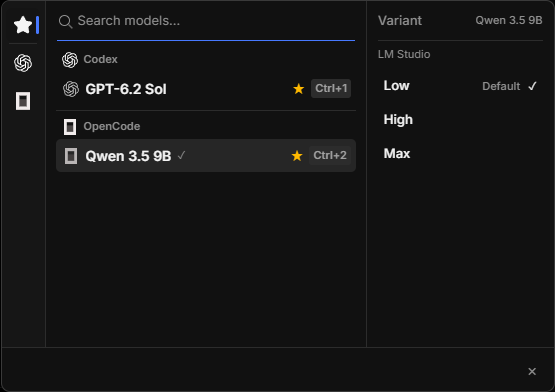 Search models...
Codex
GPT-6.2 Sol Ctrl+1
OpenCode
Qwen 3.5 9B Ctrl+2
Variant Qwen 3.5 9B
LM Studio
Low Default
High
Max